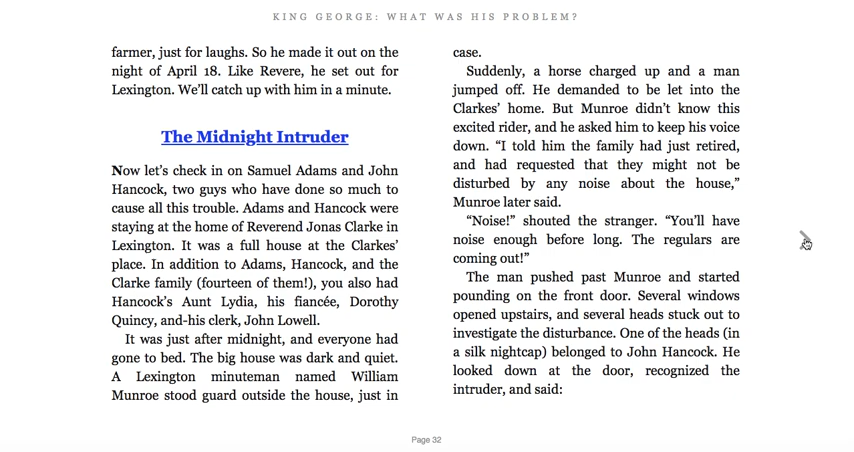 KING GEORGE: WHAT WAS HIS PROBLEM?
farmer, just for laughs. So he made it out on the
night of April 18. Like Revere, he set out for
Lexington. We'll catch up with him in a minute.
The Midnight Intruder
Now let's check in on Samuel Adams and John
Hancock, two guys who have done so much to
cause all this trouble. Adams and Hancock were
staying at the home of Reverend Jonas Clarke in
Lexington. It was a full house at the Clarkes'
place. In addition to Adams, Hancock, and the
Clarke family (fourteen of them!), you also had
Hancock's Aunt Lydia, his fiancée, Dorothy
Quincy, and-his clerk, John Lowell.
It was just after midnight, and everyone had
gone to bed. The big house was dark and quiet.
A Lexington minuteman named William
Munroe stood guard outside the house, just in
case.
Suddenly, a horse charged up and a man
jumped off. He demanded to be let into the
Clarkes' home. But Munroe didn't know this
excited rider, and he asked him to keep his voice
down. "I told him the family had just retired,
and had requested that they might not be
disturbed by any noise about the house,"
Munroe later said.
"Noise!" shouted the stranger. "You'll have
noise enough before long. The regulars are
coming out!"
The man pushed past Munroe and started
pounding on the front door. Several windows
opened upstairs, and several heads stuck out to
investigate the disturbance. One of the heads (in
a silk nightcap) belonged to John Hancock. He
looked down at the door, recognized the
intruder, and said:
Page 32